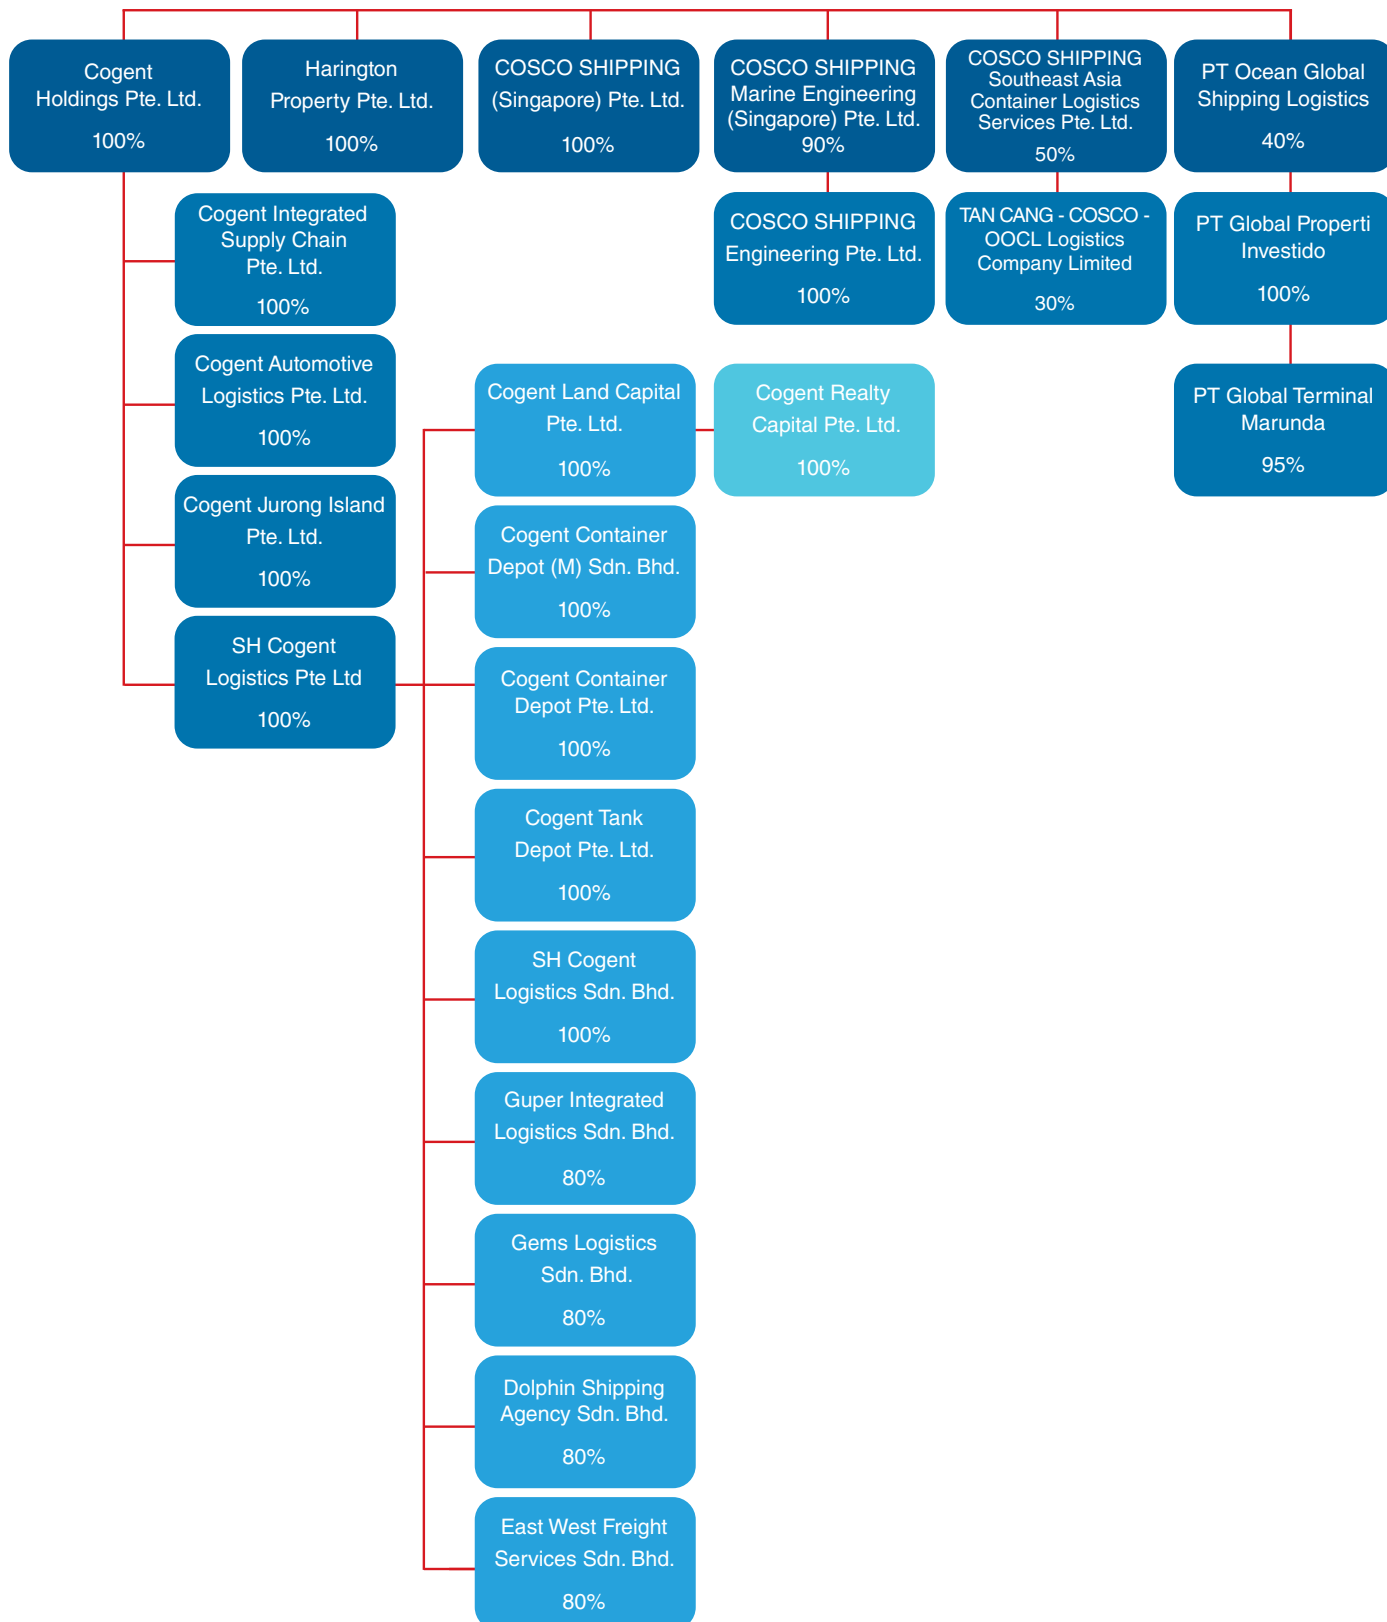 Cogent
Holdings Pte. Ltd.
100%
Harington
Property Pte. Ltd.
100%
COSCO SHIPPING
(Singapore) Pte. Ltd.
100%
COSCO SHIPPING
Marine Engineering
(Singapore) Pte. Ltd.
90%
COSCO SHIPPING
Southeast Asia
Container Logistics
Services Pte. Ltd.
50%
PT Ocean Global
Shipping Logistics
40%
Cogent Integrated
Supply Chain
Pte. Ltd.
100%
COSCO SHIPPING
Engineering Pte. Ltd.
100%
TAN CANG - COSCO -
OOCL Logistics
Company Limited
30%
PT Global Properti
Investido
100%
Cogent Automotive
Logistics Pte. Ltd.
100%
Cogent Land Capital
Pte. Ltd.
100%
Cogent Realty
Capital Pte. Ltd.
100%
PT Global Terminal
Marunda
95%
Cogent Jurong Island
Pte. Ltd.
100%
Cogent Container
Depot (M) Sdn. Bhd.
100%
SH Cogent
Logistics Pte Ltd
100%
Cogent Container
Depot Pte. Ltd.
100%
Cogent Tank
Depot Pte. Ltd.
100%
SH Cogent
Logistics Sdn. Bhd.
100%
Guper Integrated
Logistics Sdn. Bhd.
80%
Gems Logistics
Sdn. Bhd.
80%
Dolphin Shipping
Agency Sdn. Bhd.
80%
East West Freight
Services Sdn. Bhd.
80%